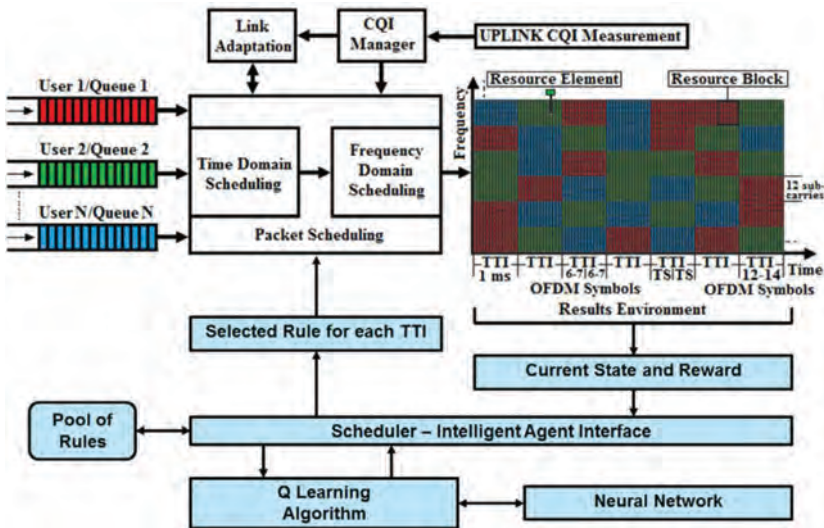 Link
Adaptation
CQI
Manager
UPLINK CQI Measurement
User 1/Queue 1
User 2/Queue 2
User N/Queue N
Time Domain
Scheduling
Frequency
Domain
Scheduling
Packet Scheduling
Resource Element
Resource Block
Frequency
12 sub-
carries
TTI TTI TTI TTI TTI TTI TTI Time
1 ms 6-7 6-7 TS TS 12-14
OFDM Symbols OFDM Symbols
Results Environment
Selected Rule for each TTI
Current State and Reward
Pool of
Rules
Scheduler – Intelligent Agent Interface
Q Learning
Algorithm
Neural Network